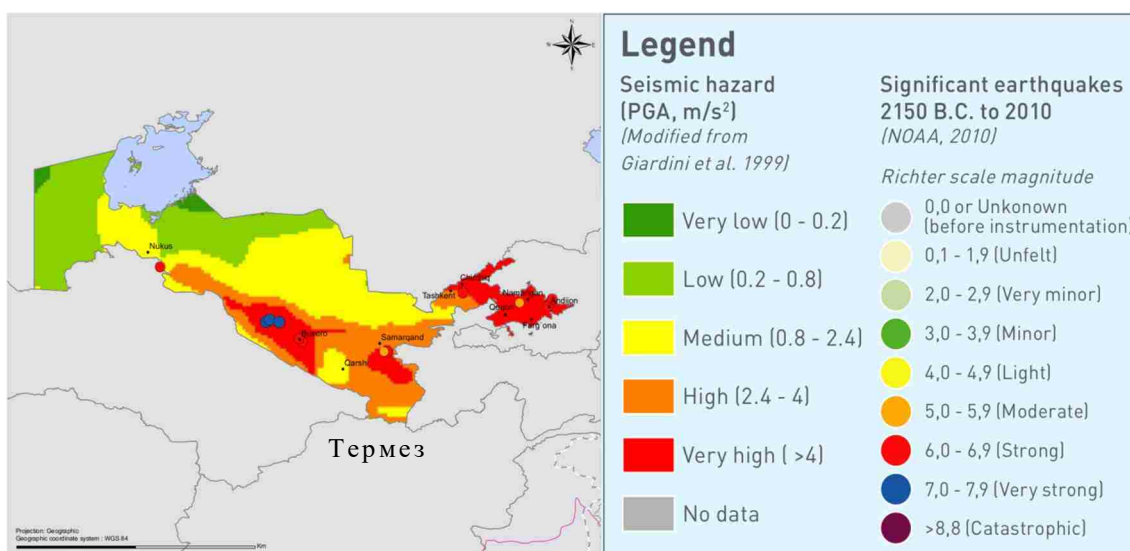 N
W
E
S
Nukus
Tashkent
Samarqand
Qarshi
Andijon
Farg'ona
Термез
Projection: Geographic
Geographic coordinate system : WGS 84
Km
Legend
Seismic hazard
(PGA, m/s²)
(Modified from
Giardini et al. 1999)
Very low (0 - 0.2)
Low (0.2 - 0.8)
Medium (0.8 - 2.4)
High (2.4 - 4)
Very high ( >4)
No data
Significant earthquakes
2150 B.C. to 2010
(NOAA, 2010)
Richter scale magnitude
0,0 or Unkonown
(before instrumentation)
0,1 - 1,9 (Unfelt)
2,0 - 2,9 (Very minor)
3,0 - 3,9 (Minor)
4,0 - 4,9 (Light)
5,0 - 5,9 (Moderate)
6,0 - 6,9 (Strong)
7,0 - 7,9 (Very strong)
>8,8 (Catastrophic)